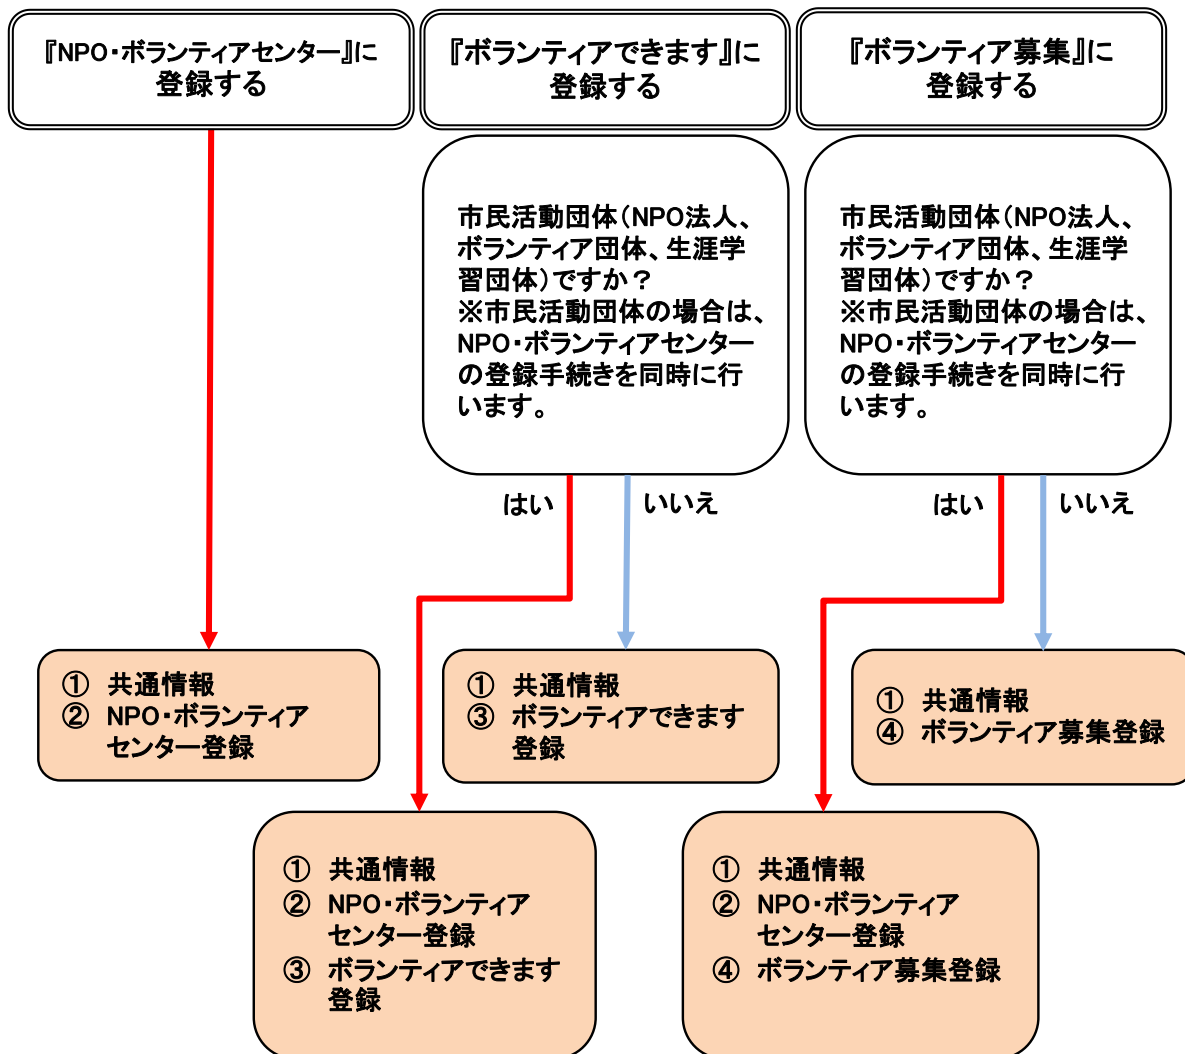 『NPO・ボランティアセンター』に
登録する
『ボランティアできます』に
登録する
『ボランティア募集』に
登録する
市民活動団体（NPO法人、
ボランティア団体、生涯学
習団体）ですか？
※市民活動団体の場合は、
NPO・ボランティアセンター
の登録手続きを同時に行
います。
市民活動団体（NPO法人、
ボランティア団体、生涯学
習団体）ですか？
※市民活動団体の場合は、
NPO・ボランティアセンター
の登録手続きを同時に行
います。
はい
いいえ
はい
いいえ
① 共通情報
② NPO・ボランティア
センター登録
① 共通情報
③ ボランティアできます
登録
① 共通情報
④ ボランティア募集登録
① 共通情報
② NPO・ボランティア
センター登録
③ ボランティアできます
登録
① 共通情報
② NPO・ボランティア
センター登録
④ ボランティア募集登録